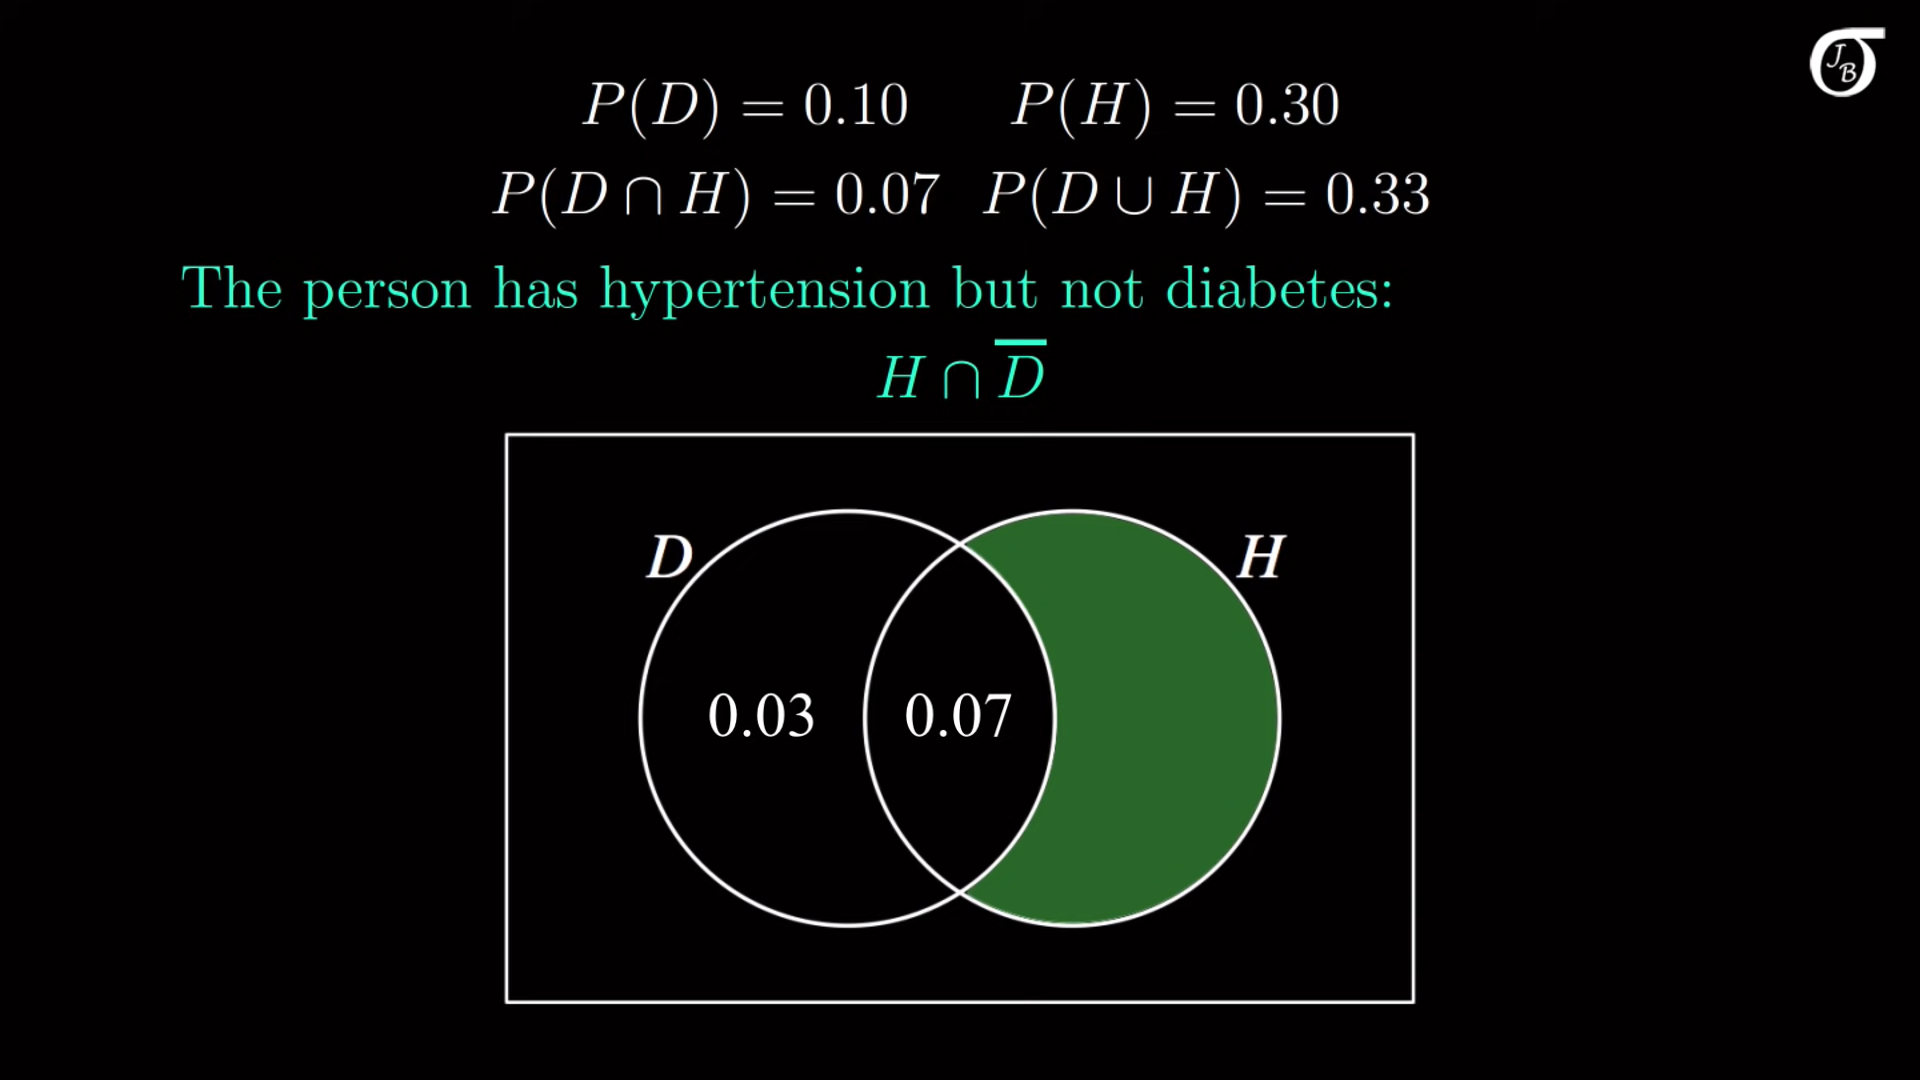 P(D) = 0.10 P(H) = 0.30
P(D ∩ H) = 0.07 P(D ∪ H) = 0.33
The person has hypertension but not diabetes:
H ∩ D̅
D H
0.03 0.07
JB